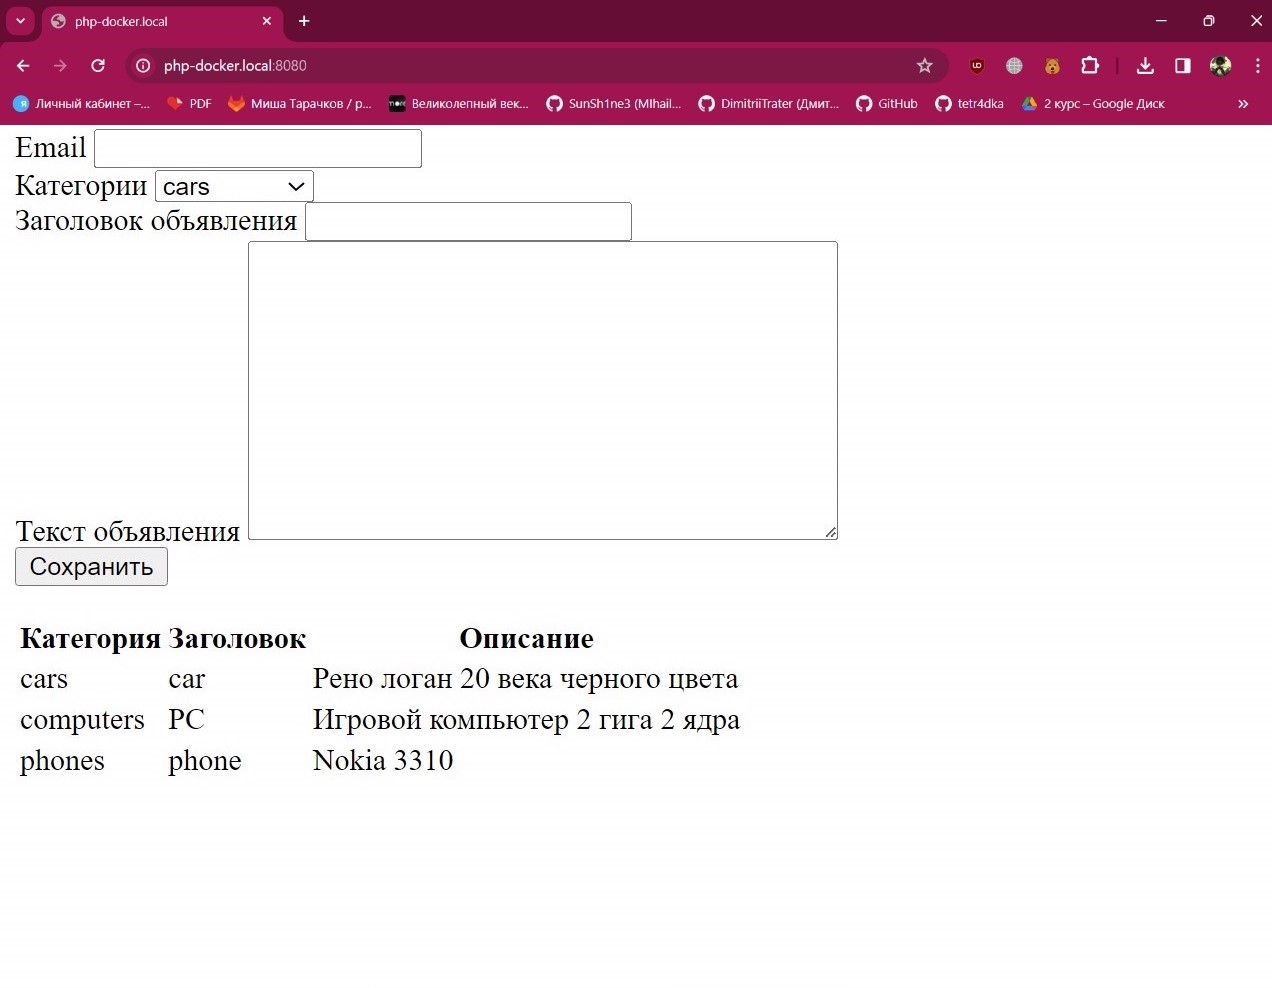 php-docker.local
php-docker.local:8080
Личный кабинет –...
PDF
Миша Тарачков / р...
Великолепный век...
SunSh1ne3 (MIhail...
DimitriiTrater (Дмит...
GitHub
tetr4dka
2 курс – Google Диск
Email
Категории cars
Заголовок объявления
Текст объявления
Сохранить
Категория Заголовок Описание
cars car Рено логан 20 века черного цвета
computers PC Игровой компьютер 2 гига 2 ядра
phones phone Nokia 3310